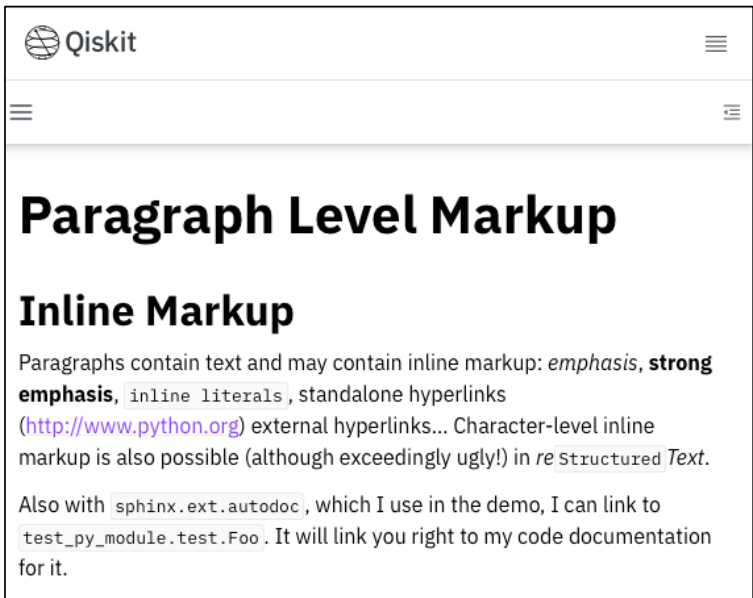 Qiskit
Paragraph Level Markup
Inline Markup
Paragraphs contain text and may contain inline markup: emphasis, strong
emphasis, inline literals, standalone hyperlinks
(http://www.python.org) external hyperlinks... Character-level inline
markup is also possible (although exceedingly ugly!) in reStructuredText.
Also with sphinx.ext.autodoc, which I use in the demo, I can link to
test_py_module.test.Foo. It will link you right to my code documentation
for it.